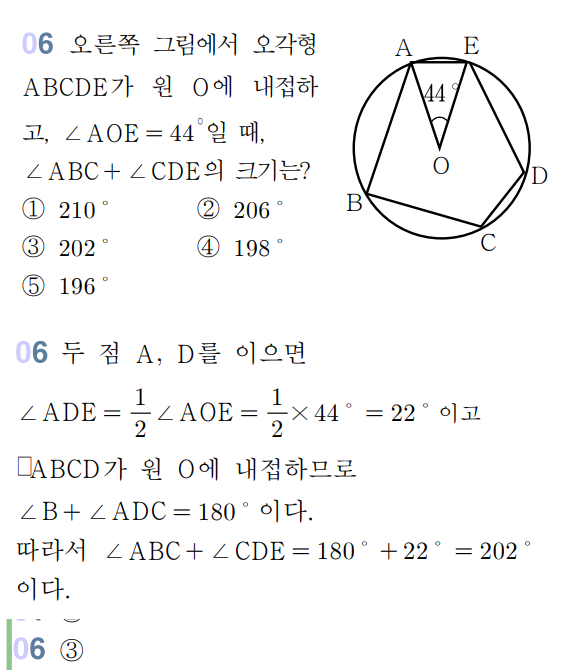 06 오른쪽 그림에서 오각형
ABCDE가 원 O에 내접하
고, ∠AOE=44°일 때,
∠ABC+∠CDE의 크기는?
① 210°
② 206°
③ 202°
④ 198°
⑤ 196°
A
E
44°
O
D
B
C
06 두 점 A, D를 이으면
∠ADE=1/2∠AOE=1/2×44°=22°이고
□ABCD가 원 O에 내접하므로
∠B+∠ADC=180°이다.
따라서 ∠ABC+∠CDE=180°+22°=202°
이다.
06 ③